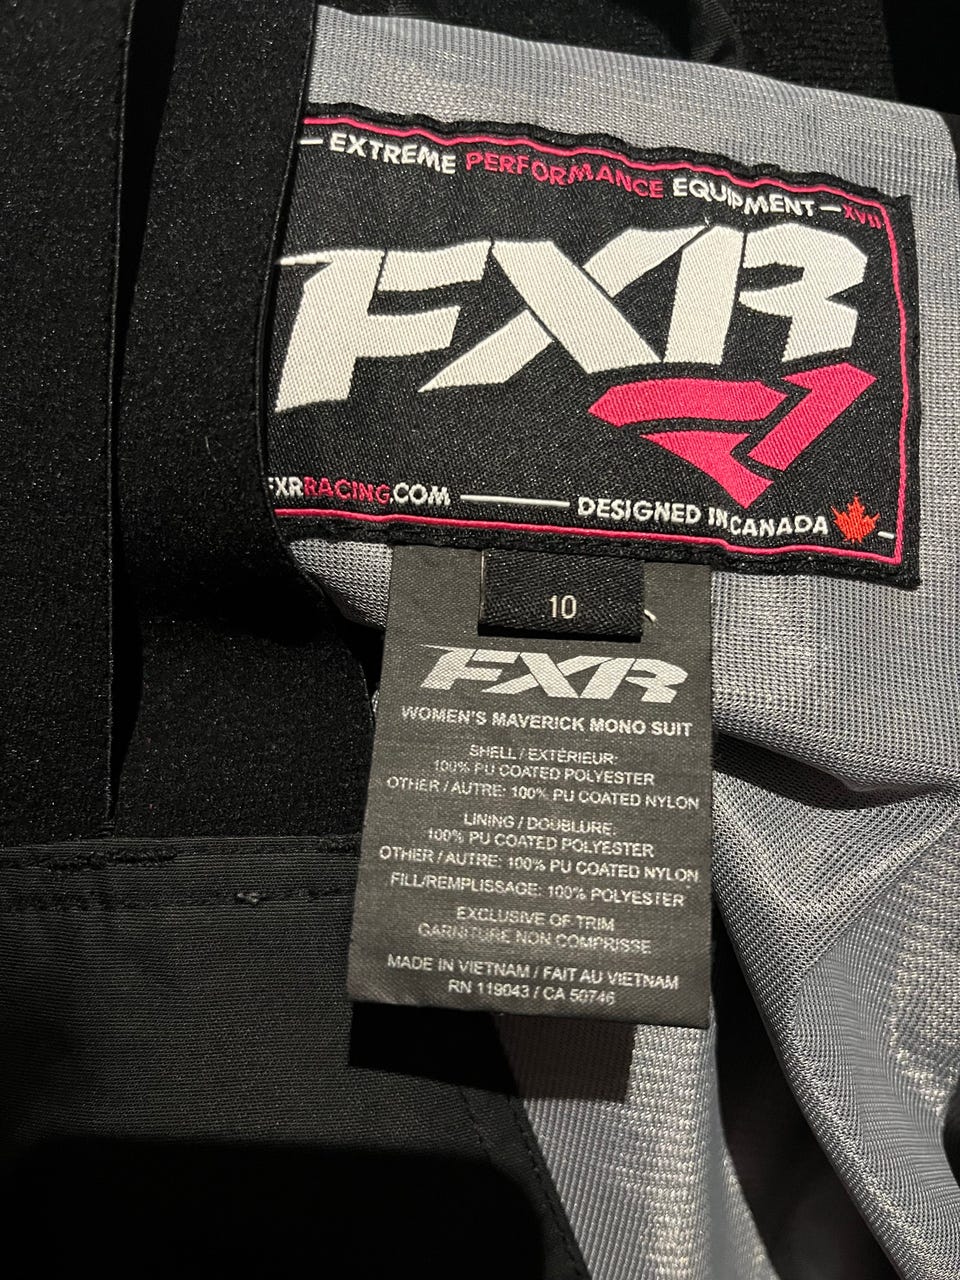 EXTREME PERFORMANCE EQUIPMENT XVII
FXR
FXRRACING.COM DESIGNED IN CANADA
10
FXR
WOMEN'S MAVERICK MONO SUIT
SHELL / EXTÉRIEUR:
100% PU COATED POLYESTER
OTHER / AUTRE: 100% PU COATED NYLON
LINING / DOUBLURE:
100% PU COATED POLYESTER
OTHER / AUTRE: 100% PU COATED NYLON
FILL/REMPLISSAGE: 100% POLYESTER
EXCLUSIVE OF TRIM
GARNITURE NON COMPRISSE
MADE IN VIETNAM / FAIT AU VIETNAM
RN 119043 / CA 50746